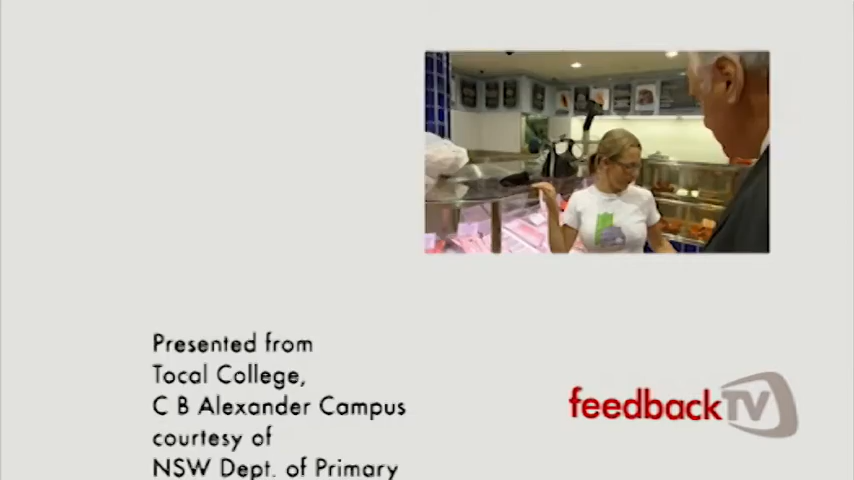 Presented from
Tocal College,
C B Alexander Campus
courtesy of
NSW Dept. of Primary
feedbackTV